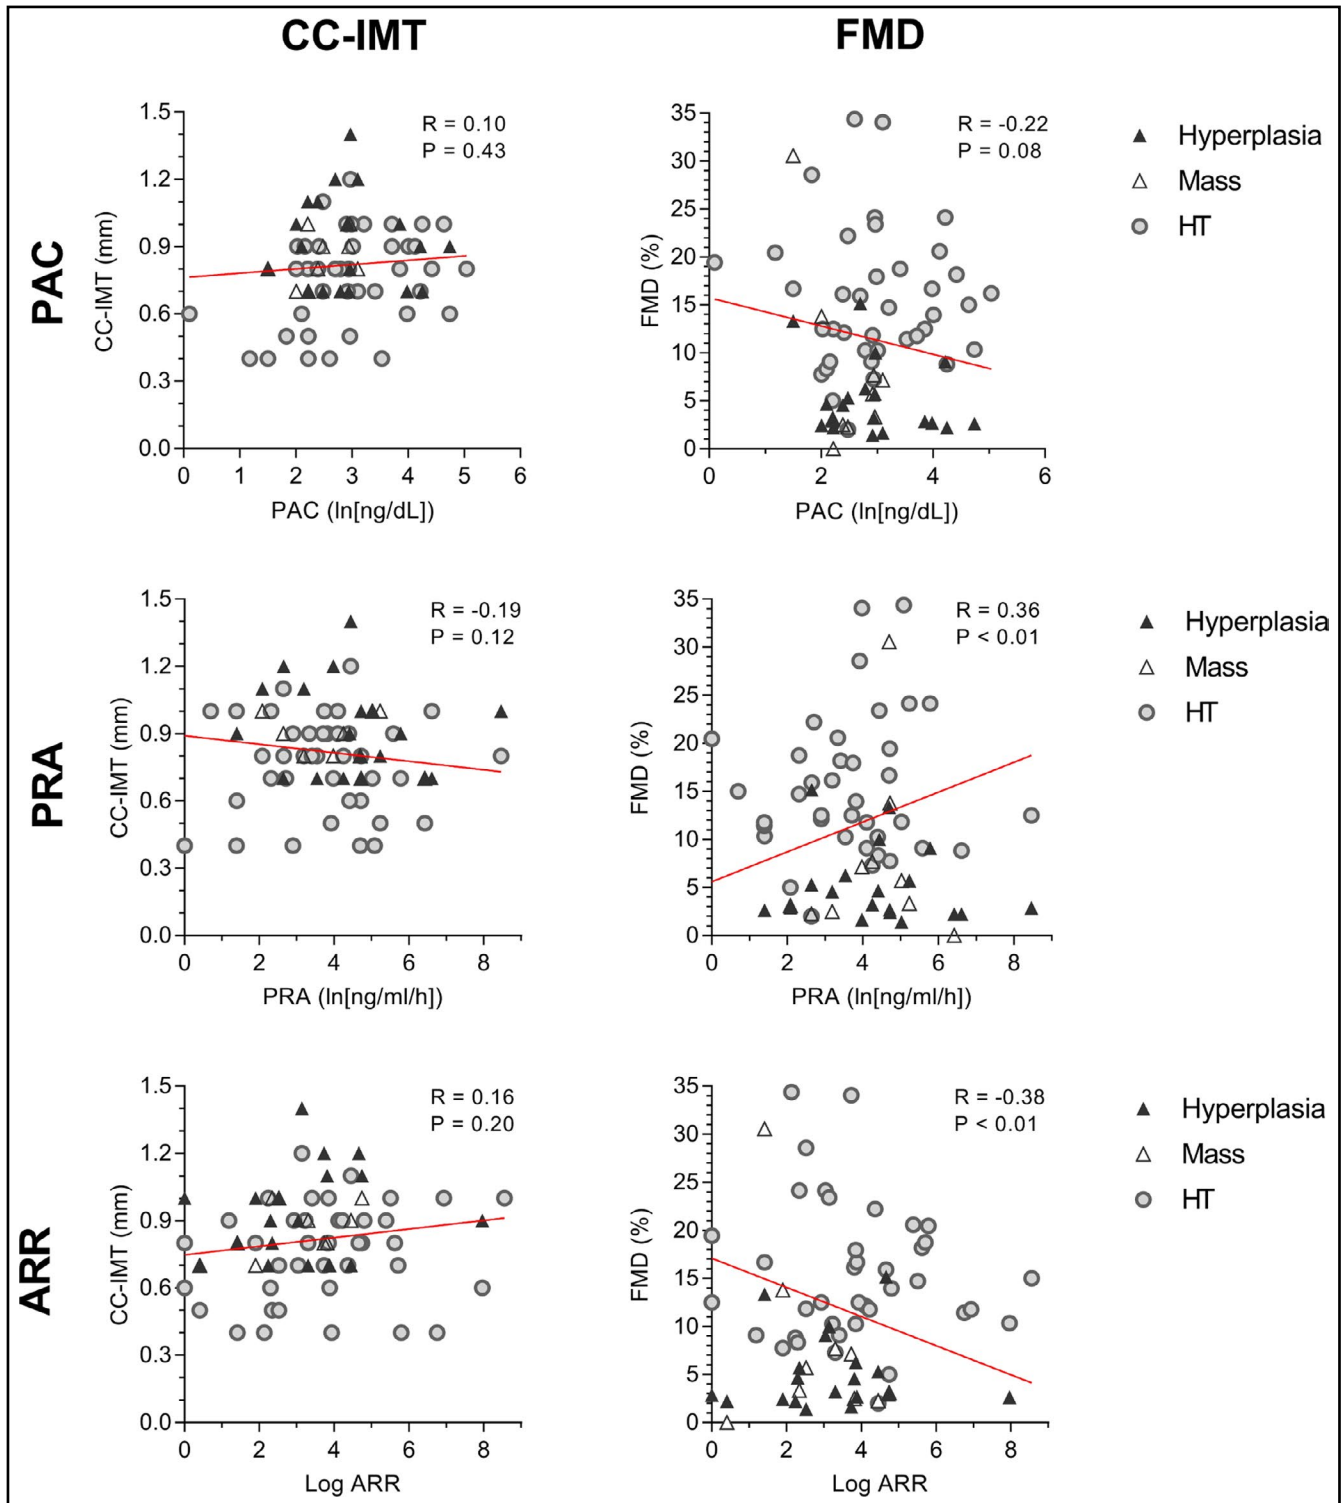 CC-IMT FMD
PAC
1.5
1.2
0.9
0.6
0.3
0.0
CC-IMT (mm)
R = 0.10
P = 0.43
0 1 2 3 4 5 6
PAC (ln[ng/dL])
35
30
25
20
15
10
5
0
FMD (%)
R = -0.22
P = 0.08
0 2 4 6
PAC (ln[ng/dL])
Hyperplasia
Mass
HT
PRA
1.5
1.2
0.9
0.6
0.3
0.0
CC-IMT (mm)
R = -0.19
P = 0.12
0 2 4 6 8
PRA (ln[ng/ml/h])
35
30
25
20
15
10
5
0
FMD (%)
R = 0.36
P < 0.01
0 2 4 6 8
PRA (ln[ng/ml/h])
Hyperplasia
Mass
HT
ARR
1.5
1.2
0.9
0.6
0.3
0.0
CC-IMT (mm)
R = 0.16
P = 0.20
0 2 4 6 8
Log ARR
35
30
25
20
15
10
5
0
FMD (%)
R = -0.38
P < 0.01
0 2 4 6 8
Log ARR
Hyperplasia
Mass
HT